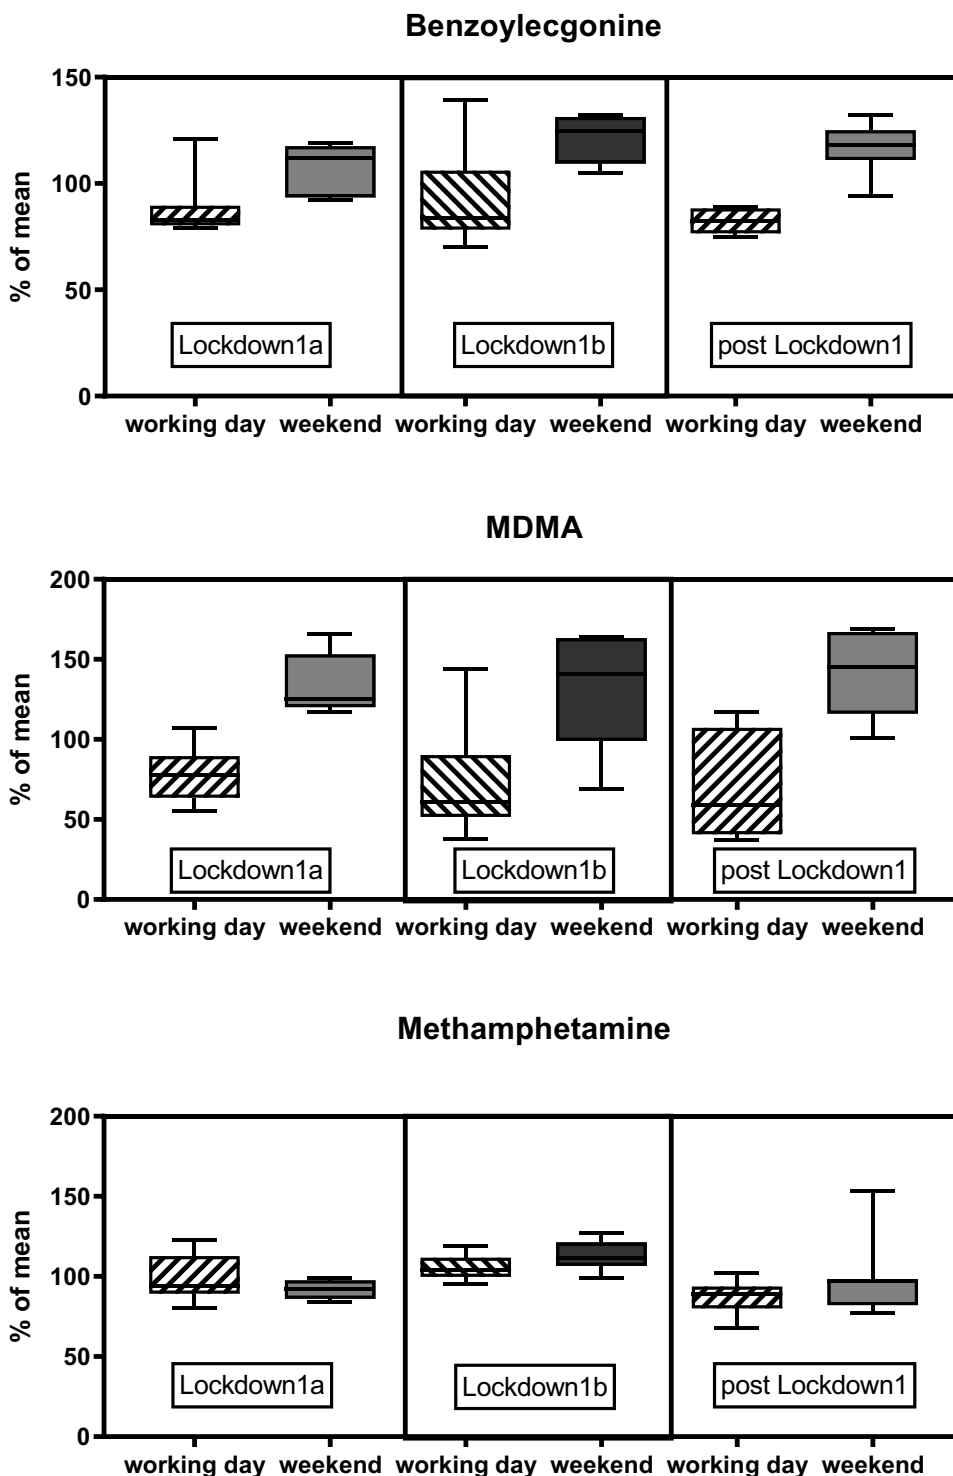 Benzoylecgonine
150
100
50
0
% of mean
Lockdown1a
Lockdown1b
post Lockdown1
working day weekend working day weekend working day weekend
MDMA
200
150
100
50
0
% of mean
Lockdown1a
Lockdown1b
post Lockdown1
working day weekend working day weekend working day weekend
Methamphetamine
200
150
100
50
0
% of mean
Lockdown1a
Lockdown1b
post Lockdown1
working day weekend working day weekend working day weekend